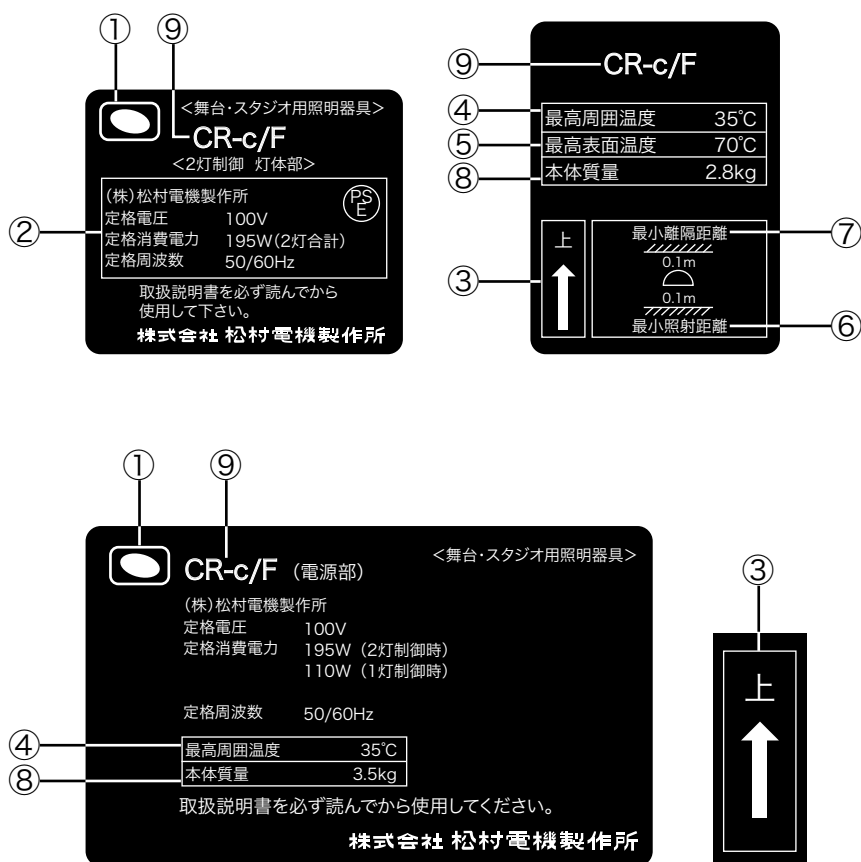 ① ⑨
<舞台・スタジオ用照明器具>
CR-c/F
<2灯制御 灯体部>
②
(株)松村電機製作所
PS
E
定格電圧 100V
定格消費電力 195W(2灯合計)
定格周波数 50/60Hz
取扱説明書を必ず読んでから
使用して下さい。
株式会社 松村電機製作所
⑨ CR-c/F
④ 最高周囲温度 35℃
⑤ 最高表面温度 70℃
⑧ 本体質量 2.8kg
③ 上
最小離隔距離 ⑦
0.1m
0.1m
最小照射距離 ⑥
① ⑨
CR-c/F (電源部) <舞台・スタジオ用照明器具>
(株)松村電機製作所
定格電圧 100V
定格消費電力 195W (2灯制御時)
110W (1灯制御時)
定格周波数 50/60Hz
④ 最高周囲温度 35℃
⑧ 本体質量 3.5kg
取扱説明書を必ず読んでから使用してください。
株式会社 松村電機製作所
③
上